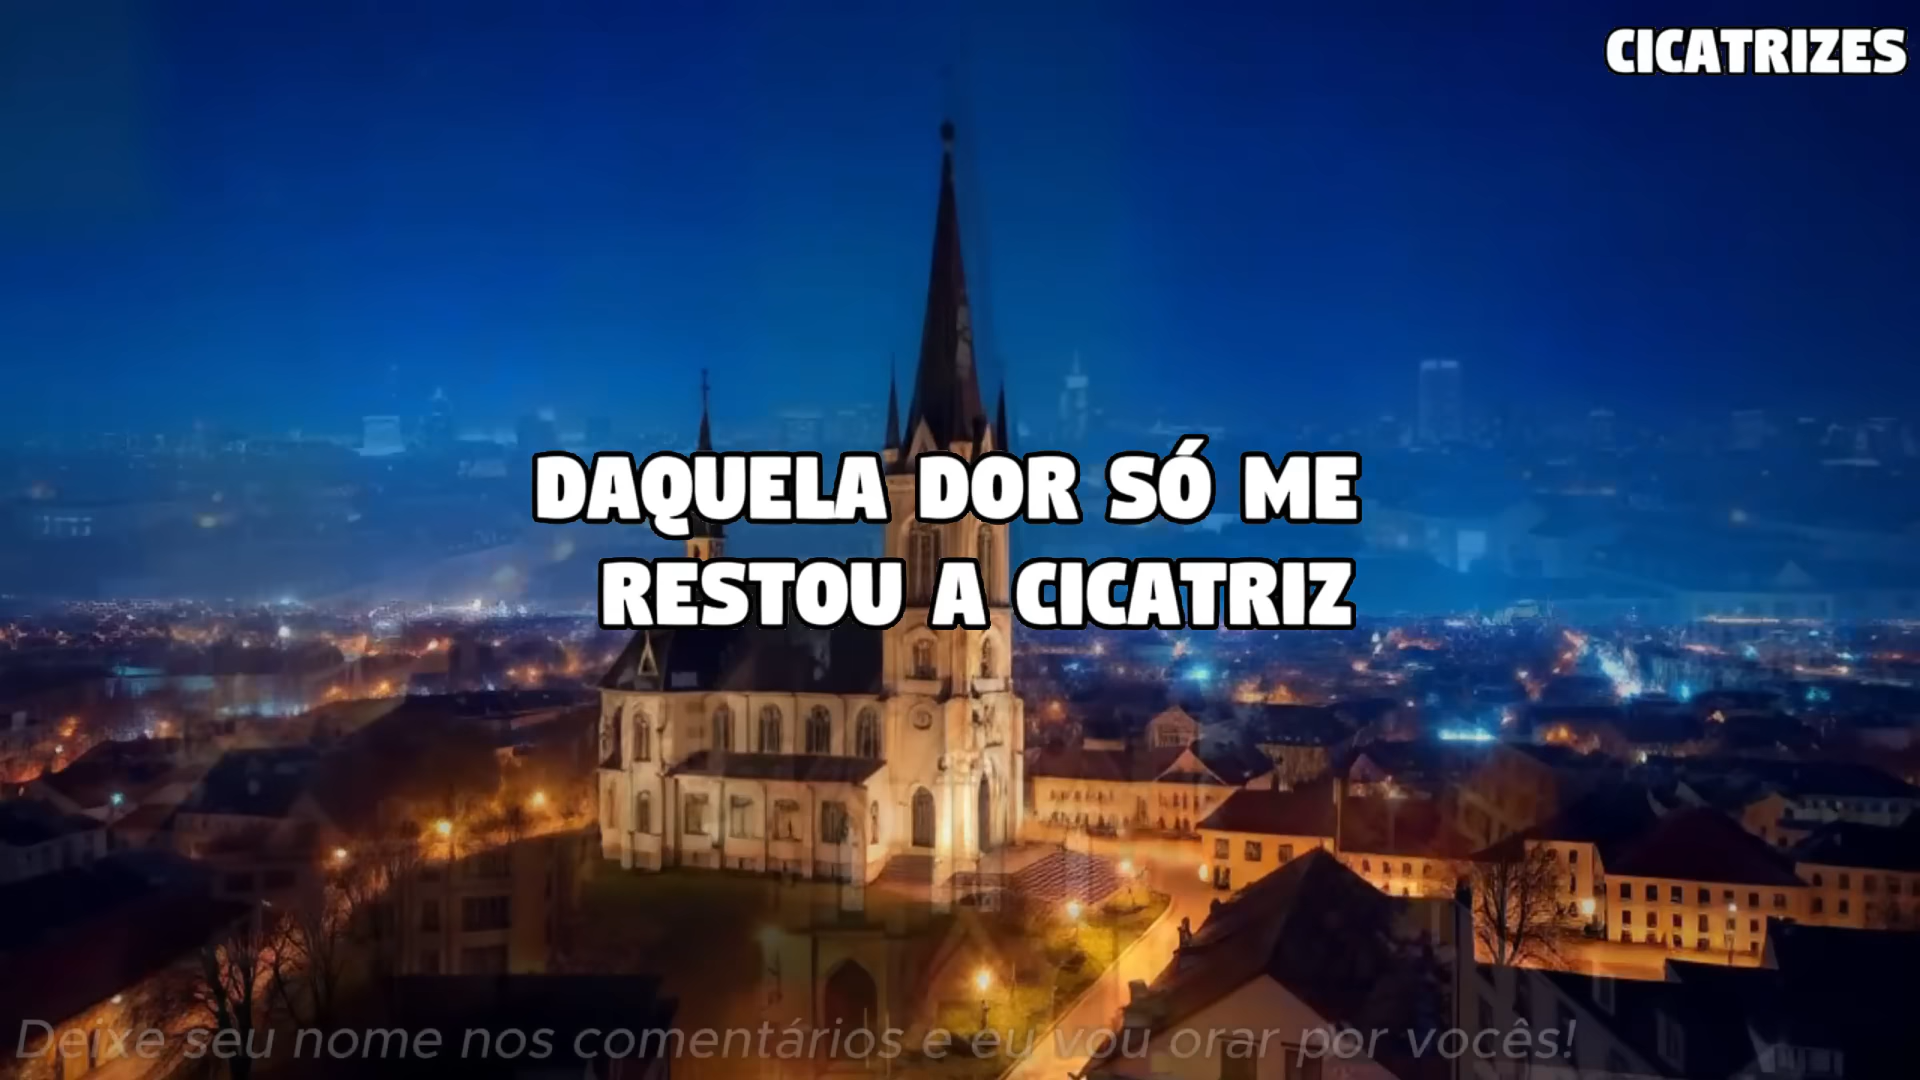 CICATRIZES
DAQUELA DOR SÓ ME
RESTOU A CICATRIZ
Deixe seu nome nos comentários e eu vou orar por vocês!